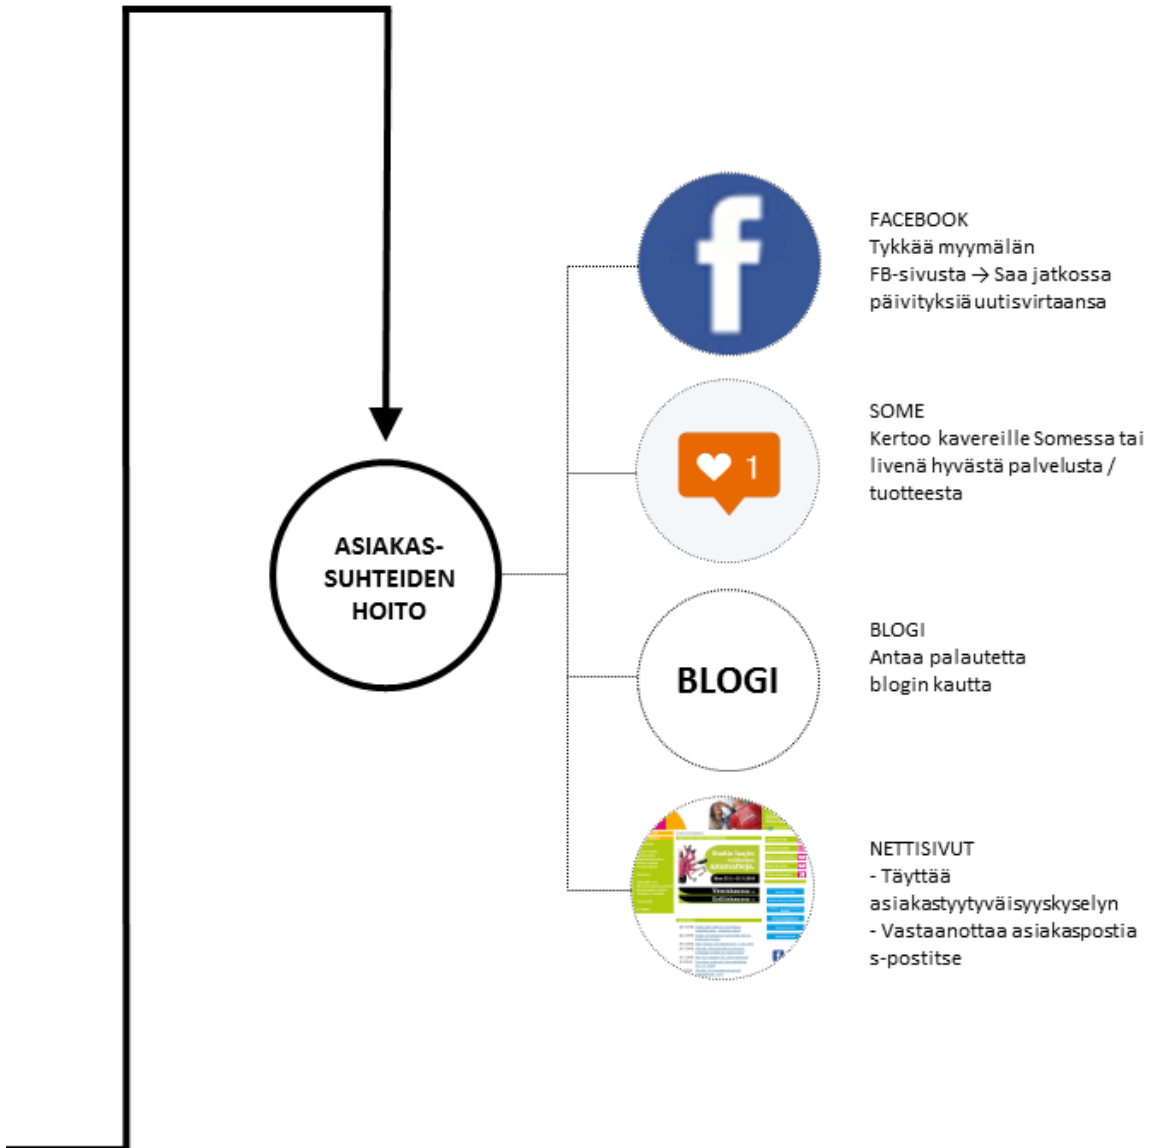 FACEBOOK
Tykkää myymälän
FB-sivusta → Saa jatkossa
päivityksiä uutisvirtaansa
1
SOME
Kertoo kavereille Somessa tai
livenä hyvästä palvelusta /
tuotteesta
ASIAKAS-
SUHTEIDEN
HOITO
BLOGI
BLOGI
Antaa palautetta
blogin kautta
NETTISIVUT
- Täyttää
asiakastyytyväisyyskyselyn
- Vastaanottaa asiakaspostia
s-postitse